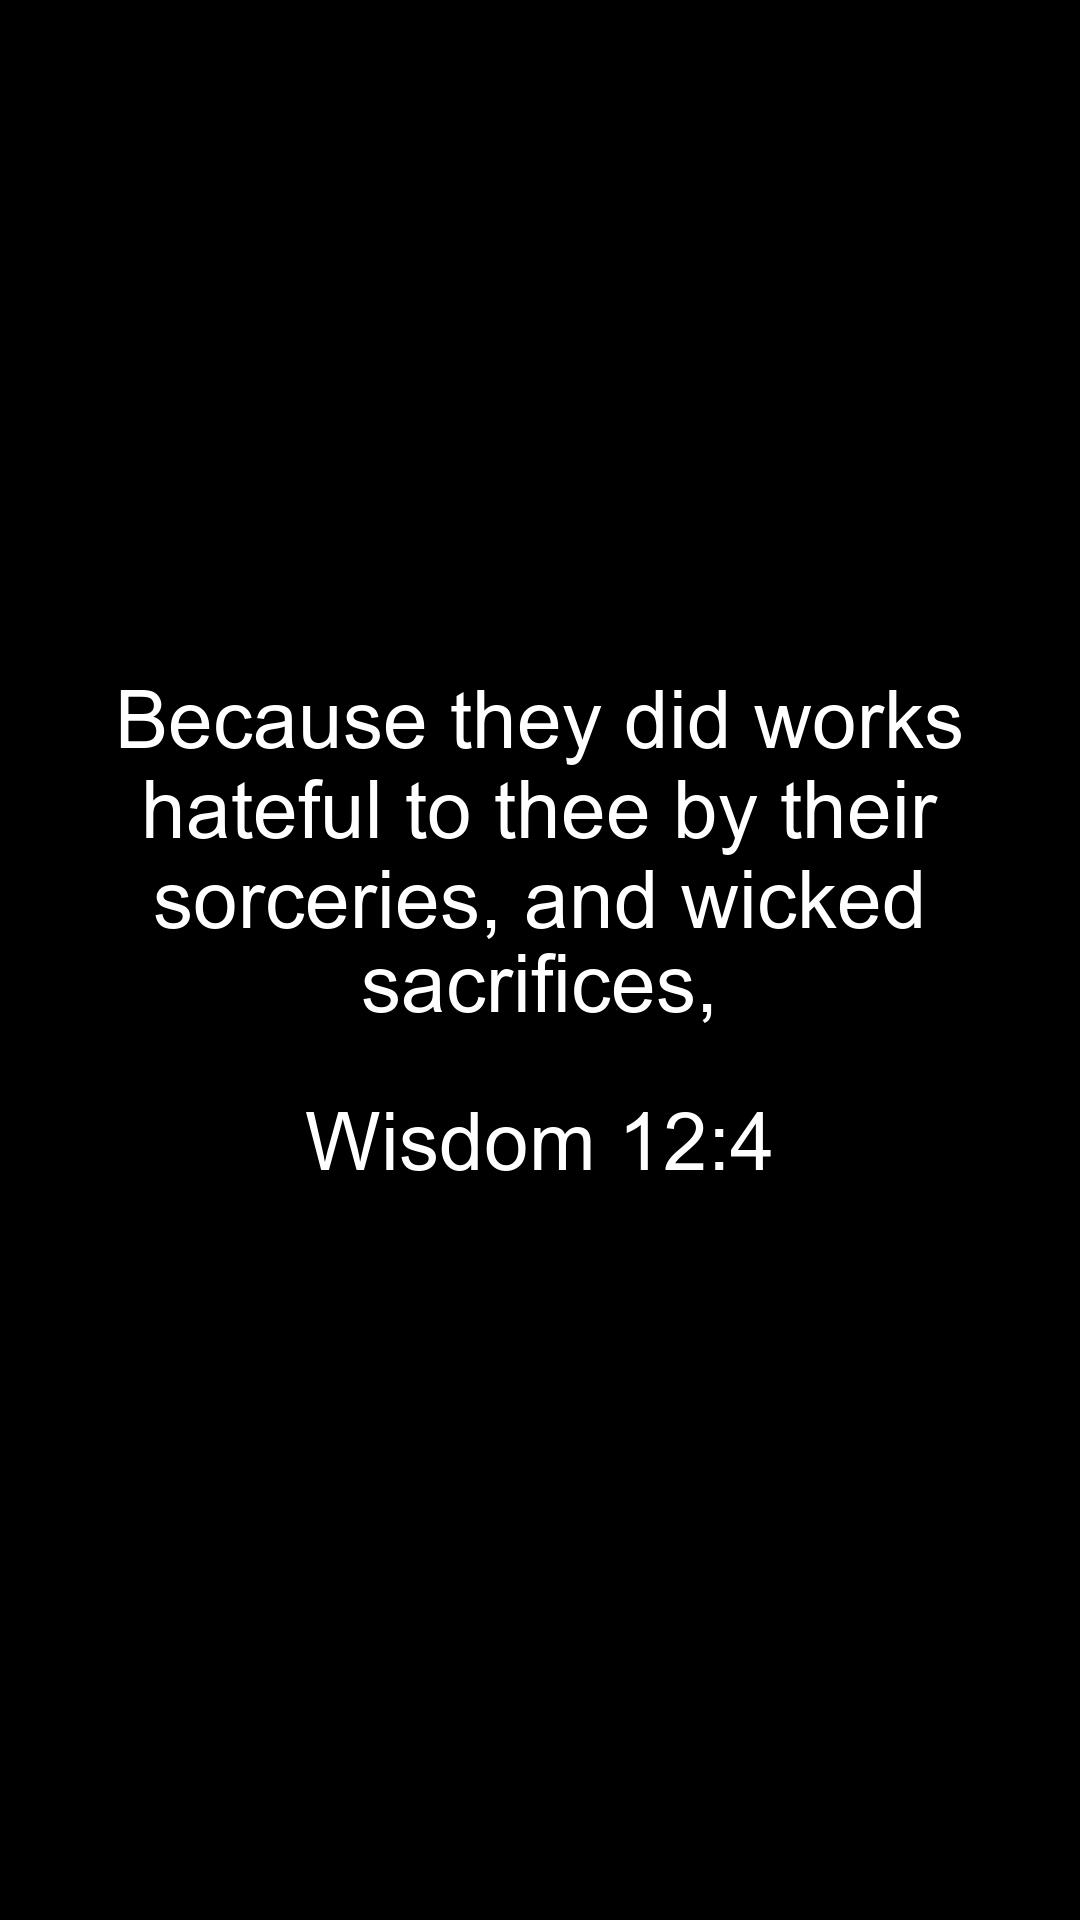 Because they did works
hateful to thee by their
sorceries, and wicked
sacrifices,
Wisdom 12:4